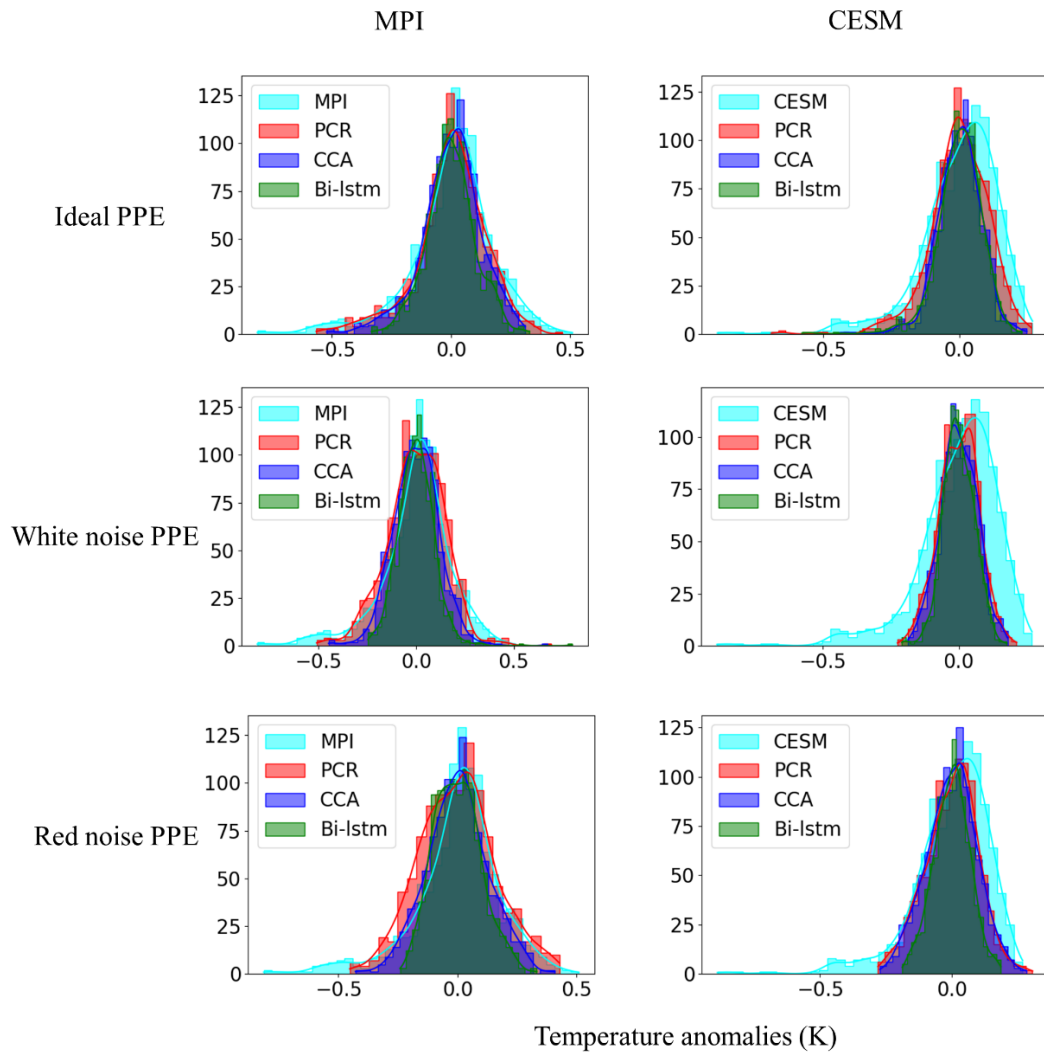 MPI CESM
Ideal PPE
125
100
75
50
25
0
MPI
PCR
CCA
Bi-lstm
−0.5 0.0 0.5
125
100
75
50
25
0
CESM
PCR
CCA
Bi-lstm
−0.5 0.0
White noise PPE
125
100
75
50
25
0
MPI
PCR
CCA
Bi-lstm
−0.5 0.0 0.5
100
75
50
25
0
CESM
PCR
CCA
Bi-lstm
−0.5 0.0
Red noise PPE
125
100
75
50
25
0
MPI
PCR
CCA
Bi-lstm
−0.5 0.0 0.5
125
100
75
50
25
0
CESM
PCR
CCA
Bi-lstm
−0.5 0.0
Temperature anomalies (K)